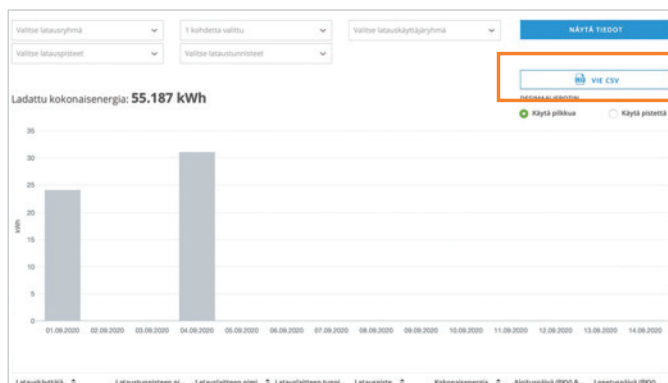 Valitse latausryhmä
1 kohdetta valittu
Valitse latauskäyttäjäryhmä
NÄYTÄ TIEDOT
Valitse latauspisteet
Valitse lataustunnisteet
VIE CSV
Ladattu kokonaisenergia: 55.187 kWh
DESIMAALIEROTIN
Käytä pilkkua
Käytä pistettä
35
30
25
20
15
10
5
0
kWh
01.09.2020 02.09.2020 03.09.2020 04.09.2020 05.09.2020 06.09.2020 07.09.2020 08.09.2020 09.09.2020 10.09.2020 11.09.2020 12.09.2020 13.09.2020 14.09.2020
Latauskäyttäjä Lataustunnisteen ni Latauslaitteen nimi Latauslaitteen tunni Latauspiste Kokonaisenergia